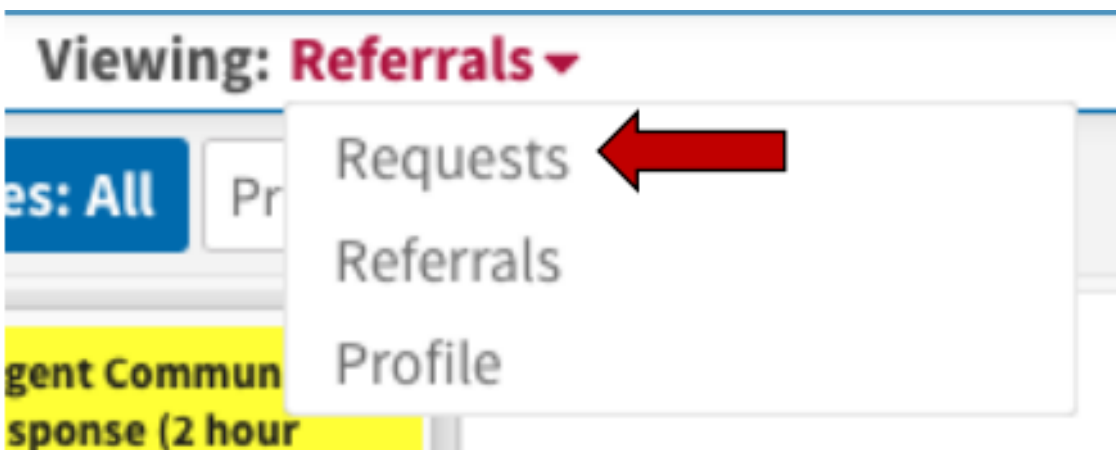 Viewing: Referrals
Requests
es: All Pr
Referrals
Profile
gent Commun
sponse (2 hour